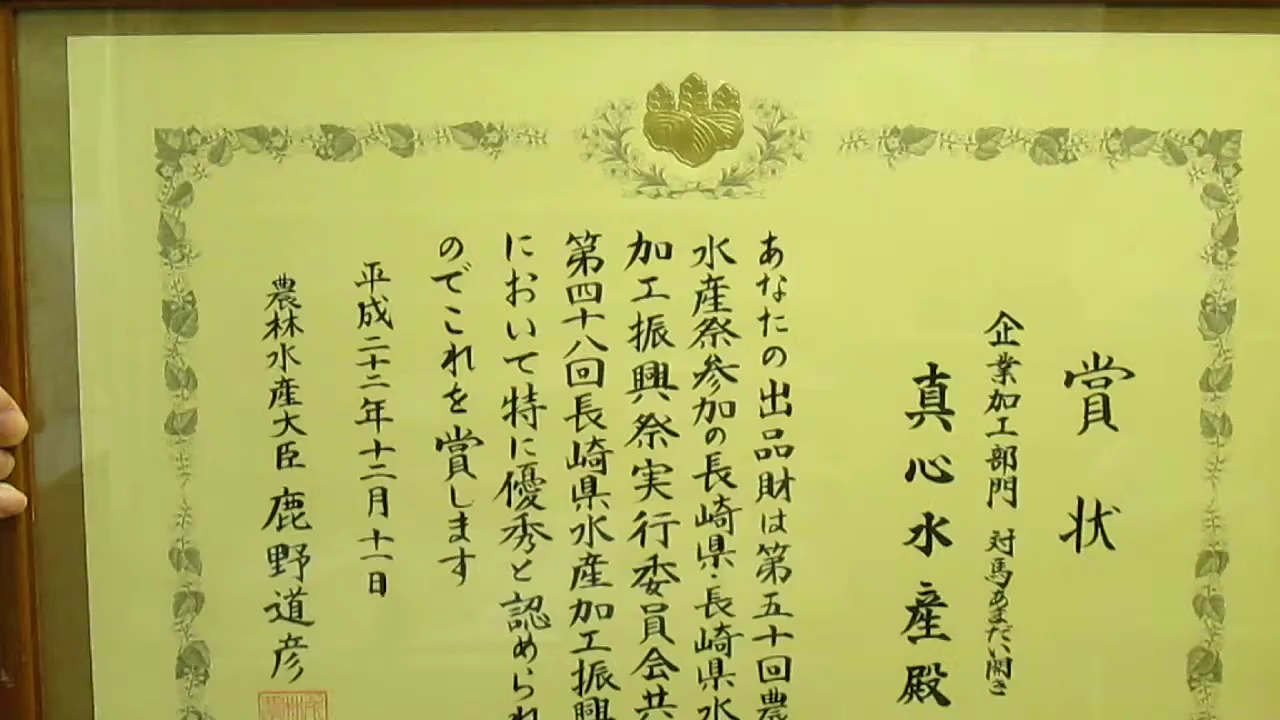 賞状
企業加工部門 対馬あまだい開き
真心水産殿
あなたの出品財は第五十回農
水産祭参加の長崎県・長崎県水
加工振興祭実行委員会共
第四十八回長崎県水産加工振興
において特に優秀と認められ
のでこれを賞します
平成二十二年十二月十一日
農林水産大臣 鹿野道彦